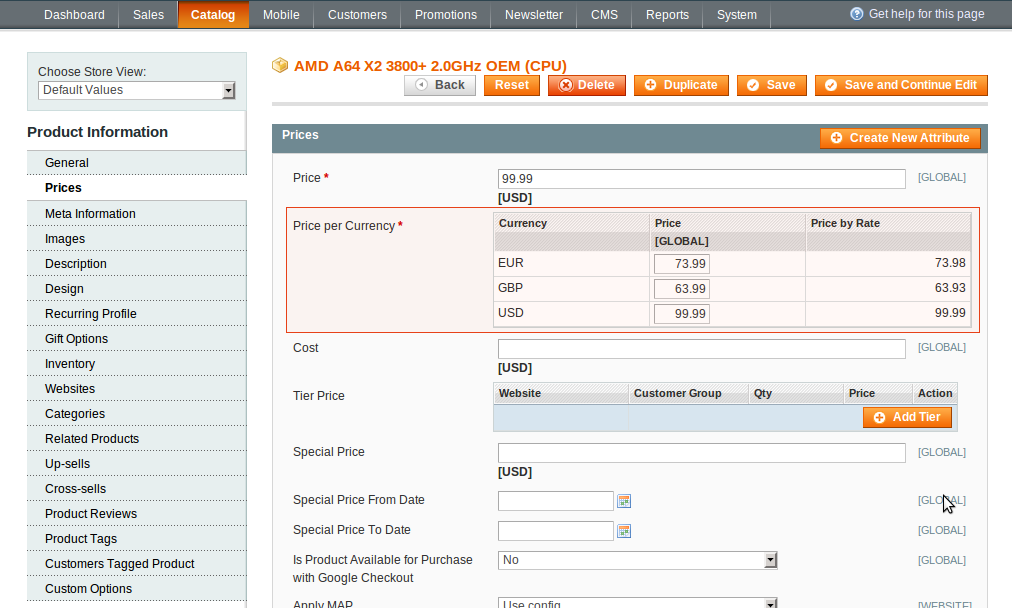 Dashboard Sales Catalog Mobile Customers Promotions Newsletter CMS Reports System Get help for this page
Choose Store View:
Default Values
Product Information
General
Prices
Meta Information
Images
Description
Design
Recurring Profile
Gift Options
Inventory
Websites
Categories
Related Products
Up-sells
Cross-sells
Product Reviews
Product Tags
Customers Tagged Product
Custom Options
AMD A64 X2 3800+ 2.0GHz OEM (CPU)
Back Reset Delete Duplicate Save Save and Continue Edit
Prices Create New Attribute
Price * 99.99 [GLOBAL]
[USD]
Price per Currency * Currency Price Price by Rate
[GLOBAL]
EUR 73.99 73.98
GBP 63.99 63.93
USD 99.99 99.99
Cost [GLOBAL]
[USD]
Tier Price Website Customer Group Qty Price Action
Add Tier
Special Price [GLOBAL]
[USD]
Special Price From Date [GLOBAL]
Special Price To Date [GLOBAL]
Is Product Available for Purchase No [GLOBAL]
with Google Checkout
Apply MAP Use config [WEBSITE]